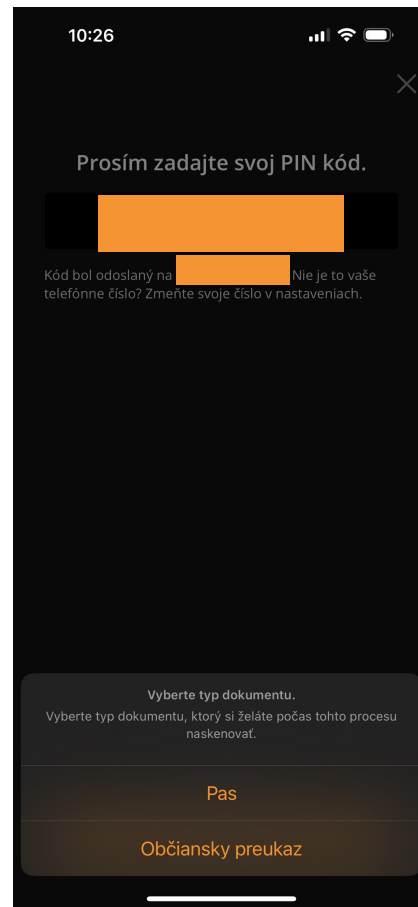 10:26
Prosím zadajte svoj PIN kód.
Kód bol odoslaný na Nie je to vaše
telefónne číslo? Zmeňte svoje číslo v nastaveniach.
Vyberte typ dokumentu.
Vyberte typ dokumentu, ktorý si želáte počas tohto procesu
naskenovať.
Pas
Občiansky preukaz